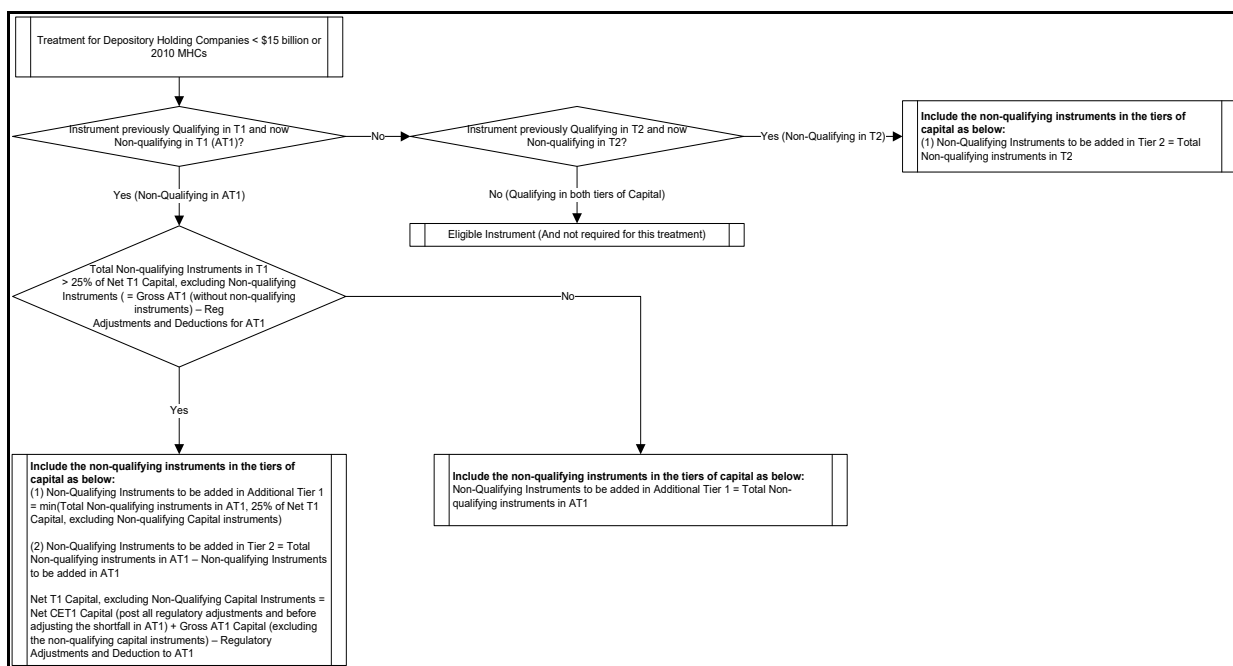 Treatment for Depository Holding Companies < $15 billion or
2010 MHCs
Instrument previously Qualifying in T1 and now
Non-qualifying in T1 (AT1)?
No
Instrument previously Qualifying in T2 and now
Non-qualifying in T2?
Yes (Non-Qualifying in T2)
Include the non-qualifying instruments in the tiers of
capital as below:
(1) Non-Qualifying Instruments to be added in Tier 2 = Total
Non-qualifying instruments in T2
Yes (Non-Qualifying in AT1)
No (Qualifying in both tiers of Capital)
Eligible Instrument (And not required for this treatment)
Total Non-qualifying Instruments in T1
> 25% of Net T1 Capital, excluding Non-qualifying
Instruments ( = Gross AT1 (without non-qualifying
instruments) – Reg
Adjustments and Deductions for AT1
No
Yes
Include the non-qualifying instruments in the tiers of
capital as below:
(1) Non-Qualifying Instruments to be added in Additional Tier 1
= min(Total Non-qualifying instruments in AT1, 25% of Net T1
Capital, excluding Non-qualifying Capital instruments)
(2) Non-Qualifying Instruments to be added in Tier 2 = Total
Non-qualifying instruments in AT1 – Non-qualifying Instruments
to be added in AT1
Net T1 Capital, excluding Non-Qualifying Capital Instruments =
Net CET1 Capital (post all regulatory adjustments and before
adjusting the shortfall in AT1) + Gross AT1 Capital (excluding
the non-qualifying capital instruments) – Regulatory
Adjustments and Deduction to AT1
Include the non-qualifying instruments in the tiers of capital as below:
Non-Qualifying Instruments to be added in Additional Tier 1 = Total Non-
qualifying instruments in AT1